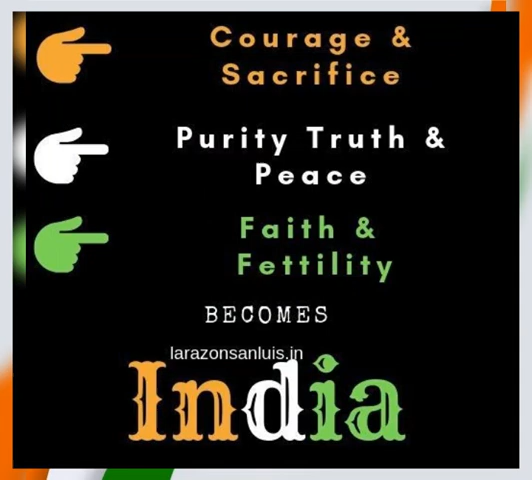 Courage &
Sacrifice
Purity Truth &
Peace
Faith &
Fettility
BECOMES
larazonsanluis.in
India